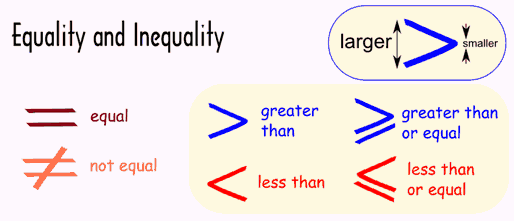 Equality and Inequality
larger > smaller
= equal
> greater
than
≥ greater than
or equal
≠ not equal
< less than
≤ less than
or equal